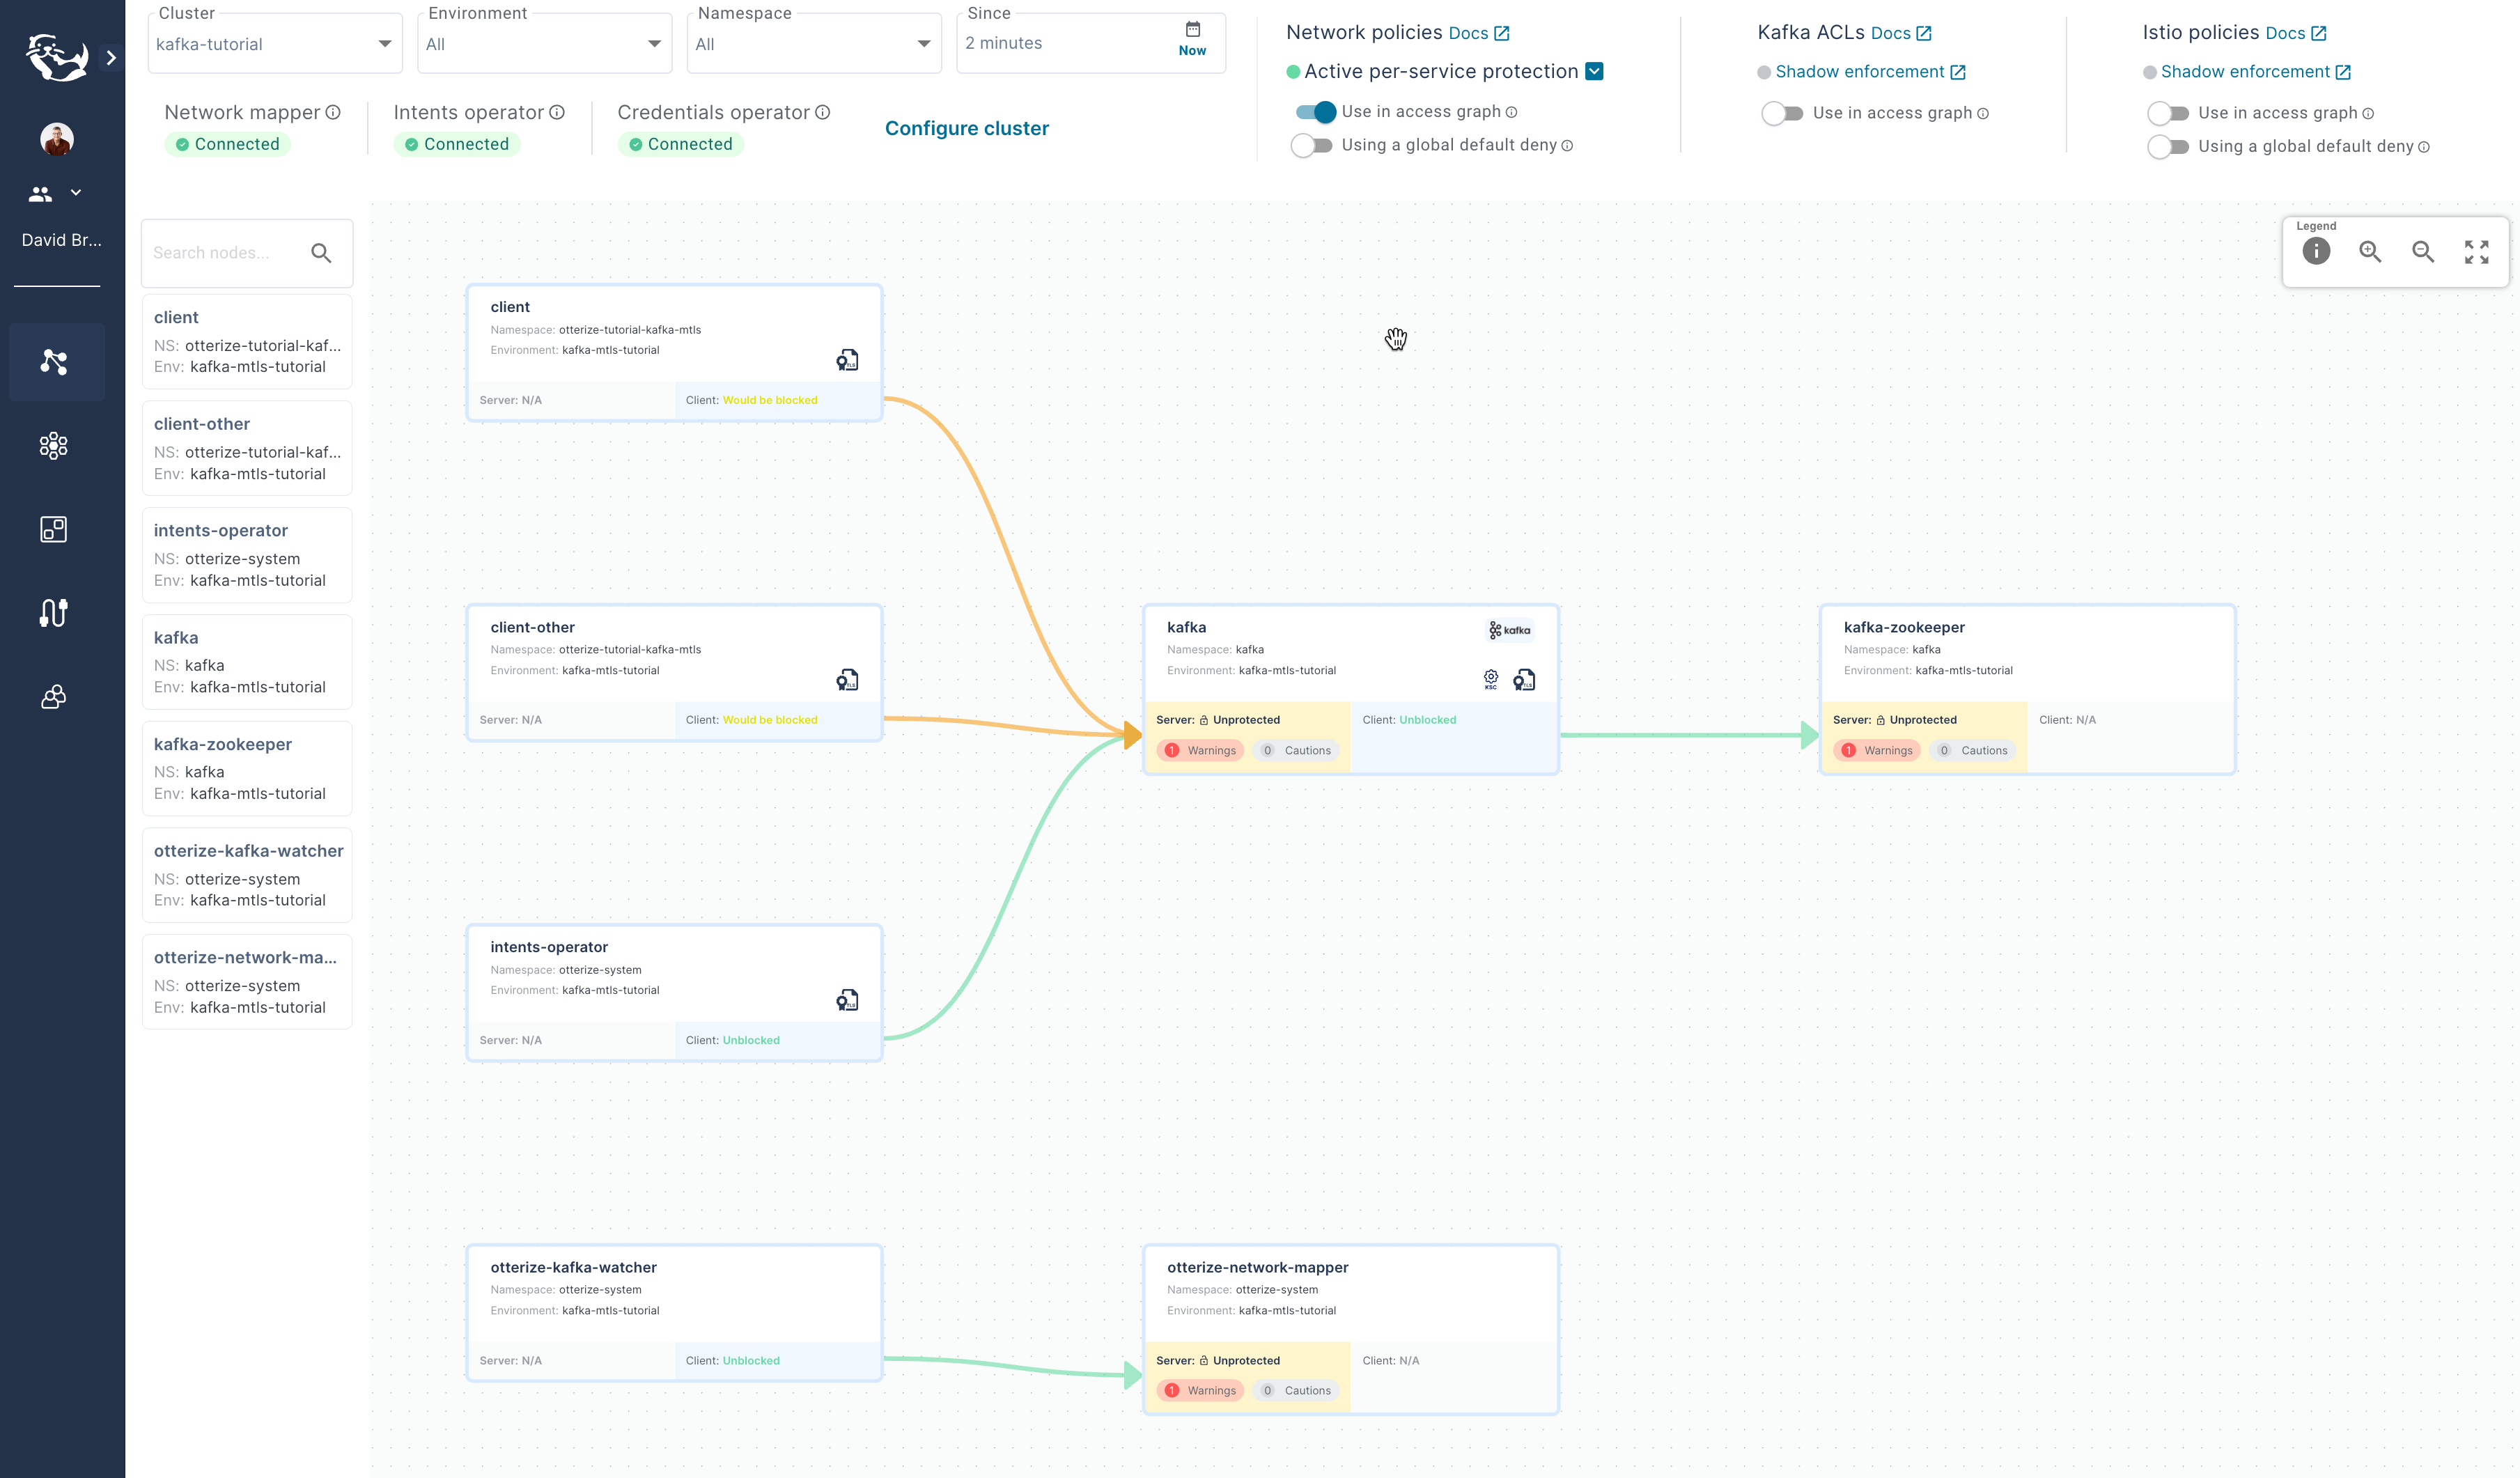 Cluster
kafka-tutorial
Environment
All
Namespace
All
Since
2 minutes
Now
Network mapper
Connected
Intents operator
Connected
Credentials operator
Connected
Configure cluster
Network policies Docs
Active per-service protection
Use in access graph
Using a global default deny
Kafka ACLs Docs
Shadow enforcement
Use in access graph
Istio policies Docs
Shadow enforcement
Use in access graph
Using a global default deny
David Br...
Search nodes...
client
NS: otterize-tutorial-kaf...
Env: kafka-mtls-tutorial
client-other
NS: otterize-tutorial-kaf...
Env: kafka-mtls-tutorial
intents-operator
NS: otterize-system
Env: kafka-mtls-tutorial
kafka
NS: kafka
Env: kafka-mtls-tutorial
kafka-zookeeper
NS: kafka
Env: kafka-mtls-tutorial
otterize-kafka-watcher
NS: otterize-system
Env: kafka-mtls-tutorial
otterize-network-ma...
NS: otterize-system
Env: kafka-mtls-tutorial
Legend
client
Namespace: otterize-tutorial-kafka-mtls
Environment: kafka-mtls-tutorial
TLS
Server: N/A
Client: Would be blocked
client-other
Namespace: otterize-tutorial-kafka-mtls
Environment: kafka-mtls-tutorial
TLS
Server: N/A
Client: Would be blocked
kafka
kafka
Namespace: kafka
Environment: kafka-mtls-tutorial
KSC
TLS
Server: Unprotected
1 Warnings
0 Cautions
Client: Unblocked
kafka-zookeeper
Namespace: kafka
Environment: kafka-mtls-tutorial
Server: Unprotected
1 Warnings
0 Cautions
Client: N/A
intents-operator
Namespace: otterize-system
Environment: kafka-mtls-tutorial
TLS
Server: N/A
Client: Unblocked
otterize-kafka-watcher
Namespace: otterize-system
Environment: kafka-mtls-tutorial
Server: N/A
Client: Unblocked
otterize-network-mapper
Namespace: otterize-system
Environment: kafka-mtls-tutorial
Server: Unprotected
1 Warnings
0 Cautions
Client: N/A